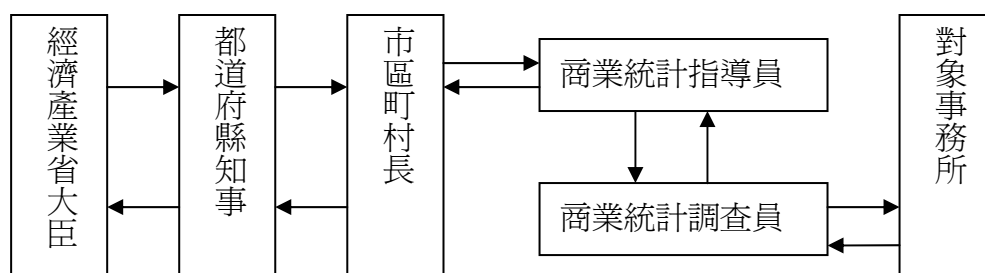 經濟產業省大臣
都道府縣知事
市區町村長
商業統計指導員
商業統計調查員
對象事務所